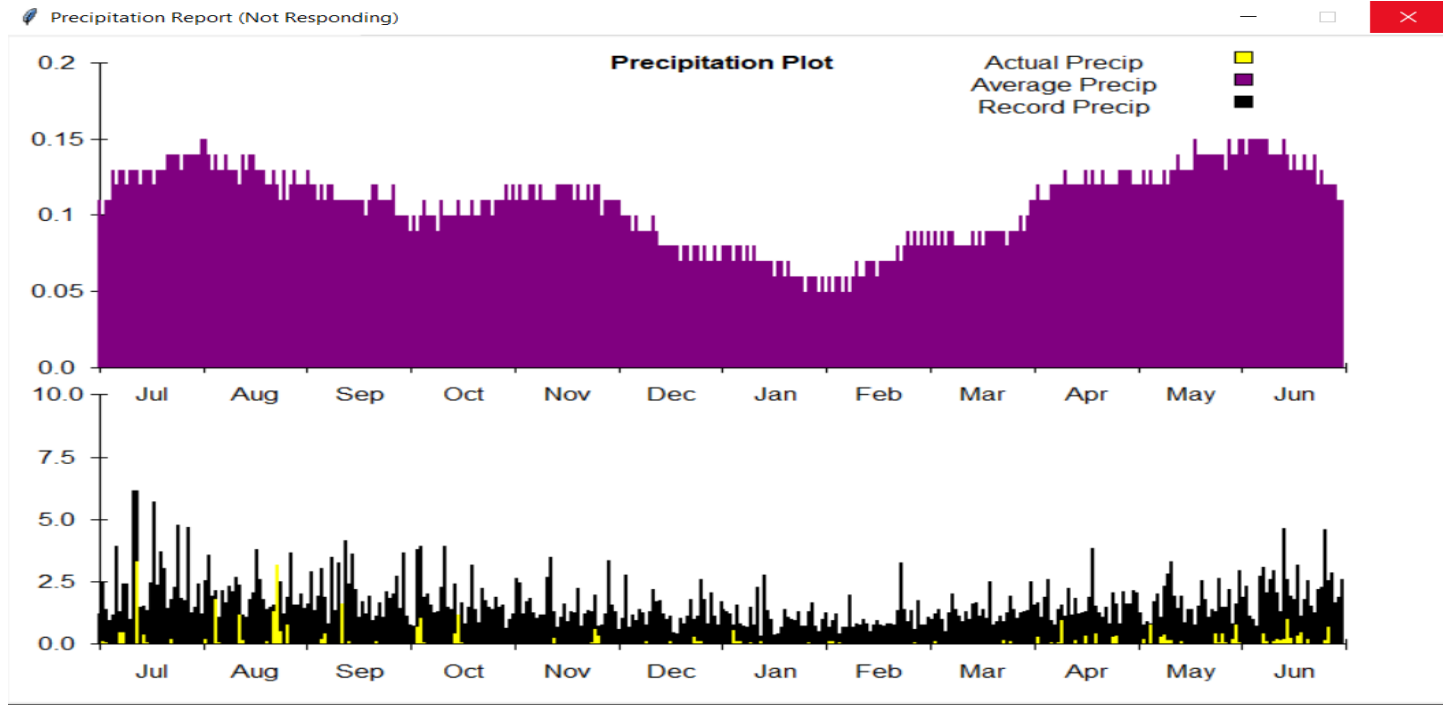 Precipitation Report (Not Responding)
Precipitation Plot
Actual Precip
Average Precip
Record Precip
0.2
0.15
0.1
0.05
0.0
Jul Aug Sep Oct Nov Dec Jan Feb Mar Apr May Jun
10.0
7.5
5.0
2.5
0.0
Jul Aug Sep Oct Nov Dec Jan Feb Mar Apr May Jun